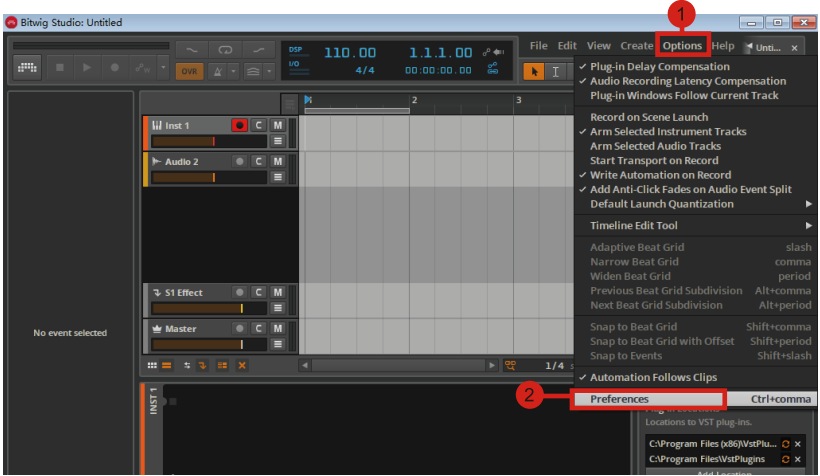 Bitwig Studio: Untitled
1
DSP
I/O
110.00
4/4
1.1.1.00
00:00:00.00
OVR
File Edit View Create Options Help
Unti... ×
Plug-in Delay Compensation
Audio Recording Latency Compensation
Plug-in Windows Follow Current Track
Record on Scene Launch
Arm Selected Instrument Tracks
Arm Selected Audio Tracks
Start Transport on Record
Write Automation on Record
Add Anti-Click Fades on Audio Event Split
Default Launch Quantization
Timeline Edit Tool
Adaptive Beat Grid slash
Narrow Beat Grid comma
Widen Beat Grid period
Previous Beat Grid Subdivision Alt+comma
Next Beat Grid Subdivision Alt+period
Snap to Beat Grid Shift+comma
Snap to Beat Grid with Offset Shift+period
Snap to Events Shift+slash
Automation Follows Clips
2
Preferences Ctrl+comma
Locations to VST plug-ins.
C:\Program Files (x86)\VstPlu...
C:\Program Files\VstPlugins
Add Location
2 3
Inst 1 C M
Audio 2 C M
S1 Effect C M
Master C M
No event selected
1/4
INST 1